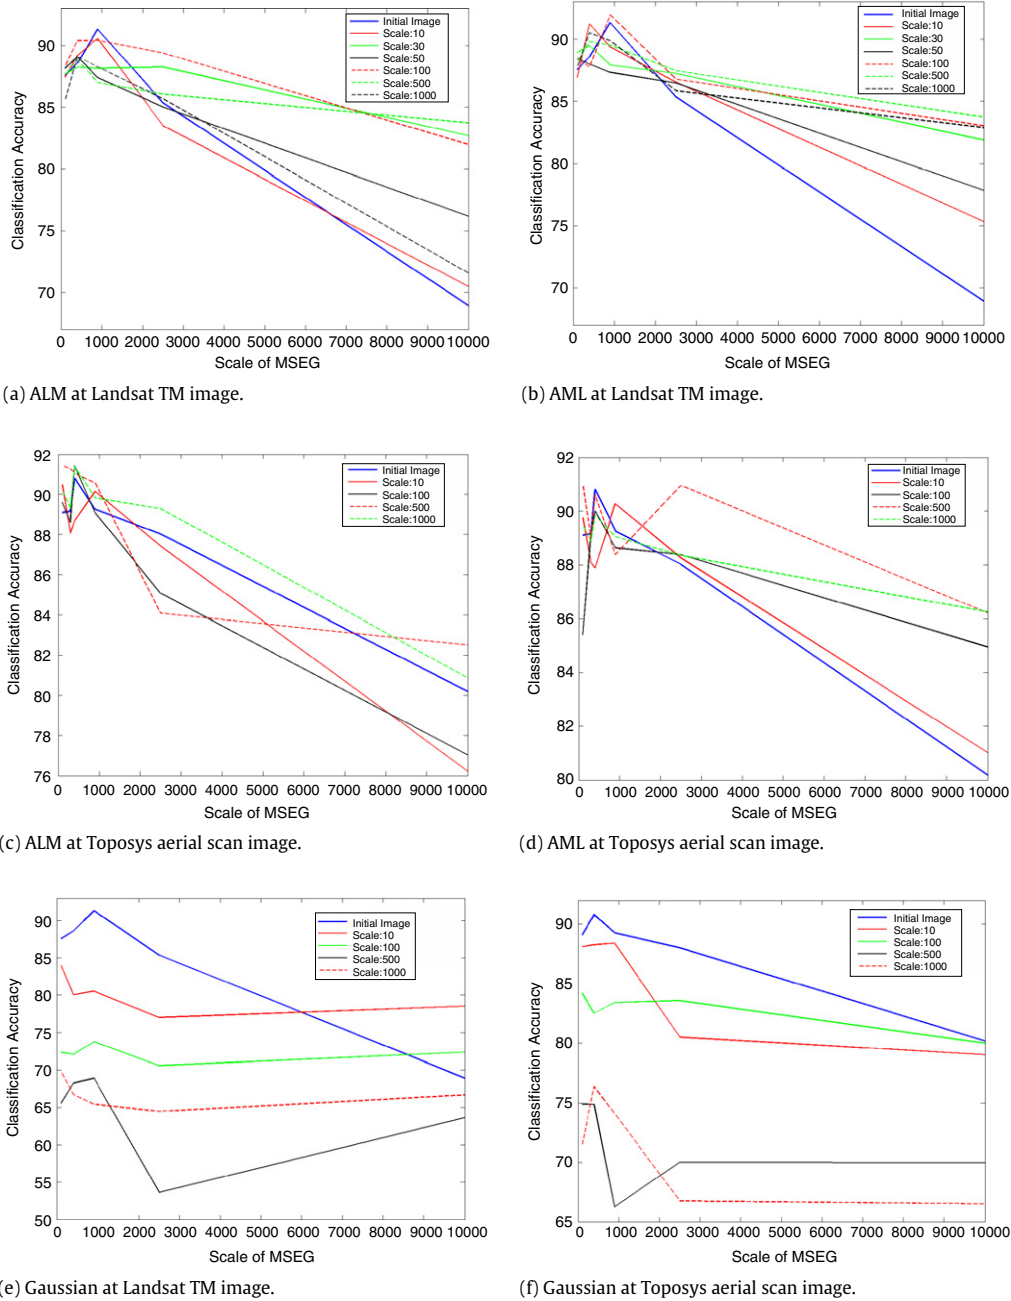 90
85
80
75
70
Classification Accuracy
0 1000 2000 3000 4000 5000 6000 7000 8000 9000 10000
Scale of MSEG
Initial Image
Scale:10
Scale:30
Scale:50
Scale:100
Scale:500
Scale:1000
(a) ALM at Landsat TM image.
90
85
80
75
70
Classification Accuracy
0 1000 2000 3000 4000 5000 6000 7000 8000 9000 10000
Scale of MSEG
Initial Image
Scale:10
Scale:30
Scale:50
Scale:100
Scale:500
Scale:1000
(b) AML at Landsat TM image.
92
90
88
86
84
82
80
78
76
Classification Accuracy
0 1000 2000 3000 4000 5000 6000 7000 8000 9000 10000
Scale of MSEG
Initial Image
Scale:10
Scale:100
Scale:500
Scale:1000
(c) ALM at Toposys aerial scan image.
92
90
88
86
84
82
80
Classification Accuracy
0 1000 2000 3000 4000 5000 6000 7000 8000 9000 10000
Scale of MSEG
Initial Image
Scale:10
Scale:100
Scale:500
Scale:1000
(d) AML at Toposys aerial scan image.
90
85
80
75
70
65
60
55
50
Classification Accuracy
0 1000 2000 3000 4000 5000 6000 7000 8000 9000 10000
Scale of MSEG
Initial Image
Scale:10
Scale:100
Scale:500
Scale:1000
(e) Gaussian at Landsat TM image.
90
85
80
75
70
65
Classification Accuracy
0 1000 2000 3000 4000 5000 6000 7000 8000 9000 10000
Scale of MSEG
Initial Image
Scale:10
Scale:100
Scale:500
Scale:1000
(f) Gaussian at Toposys aerial scan image.